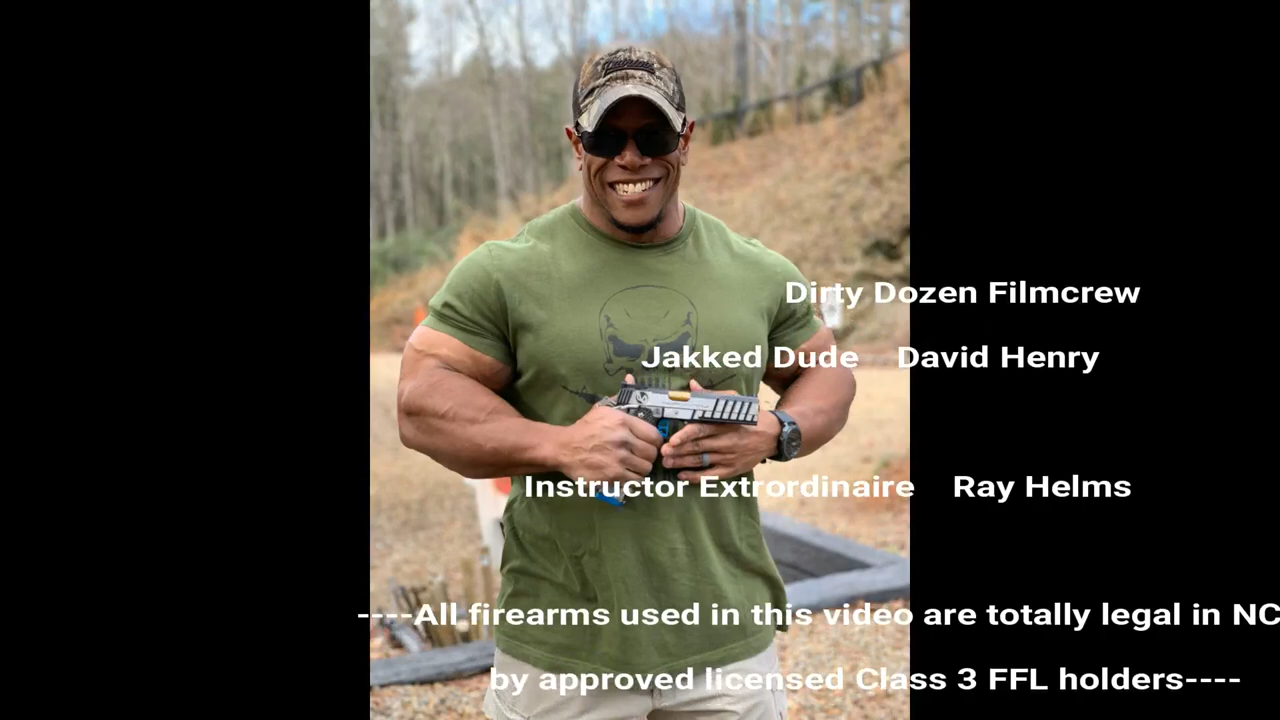 Dirty Dozen Filmcrew
Jakked Dude David Henry
Instructor Extrordinaire Ray Helms
----All firearms used in this video are totally legal in NC
by approved licensed Class 3 FFL holders----